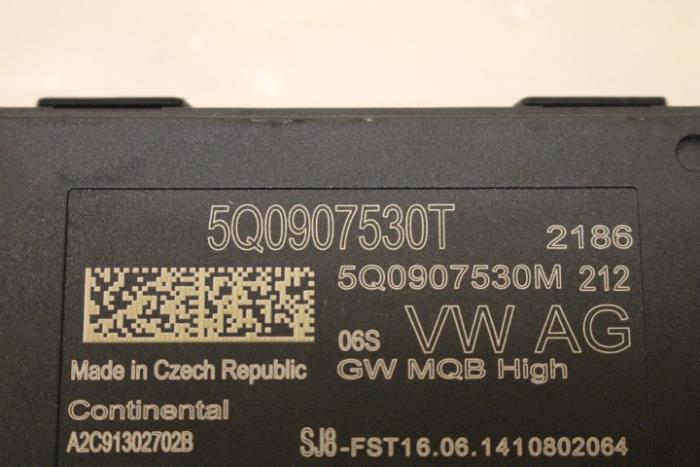 5Q0907530T 2186
5Q0907530M 212
06S VW AG
Made in Czech Republic GW MQB High
Continental
A2C91302702B SJ8-FST16.06.1410802064